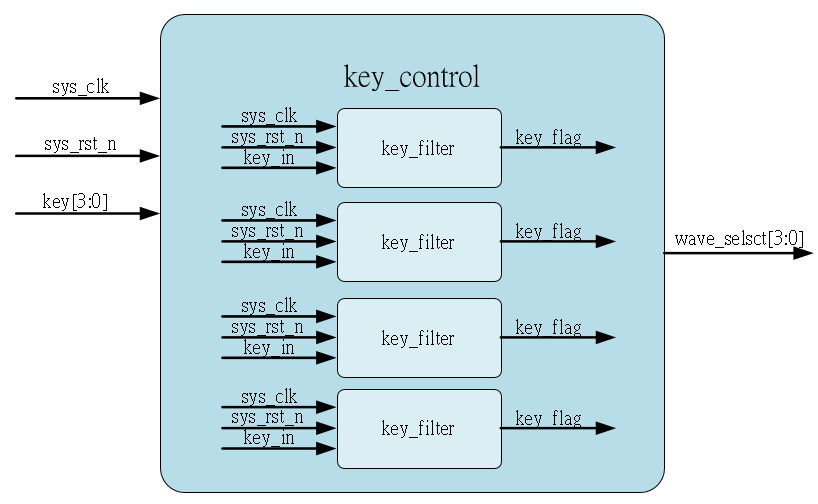 key_control
sys_clk
sys_rst_n
key[3:0]
sys_clk
sys_rst_n
key_in
key_filter
key_flag
sys_clk
sys_rst_n
key_in
key_filter
key_flag
sys_clk
sys_rst_n
key_in
key_filter
key_flag
sys_clk
sys_rst_n
key_in
key_filter
key_flag
wave_selsct[3:0]